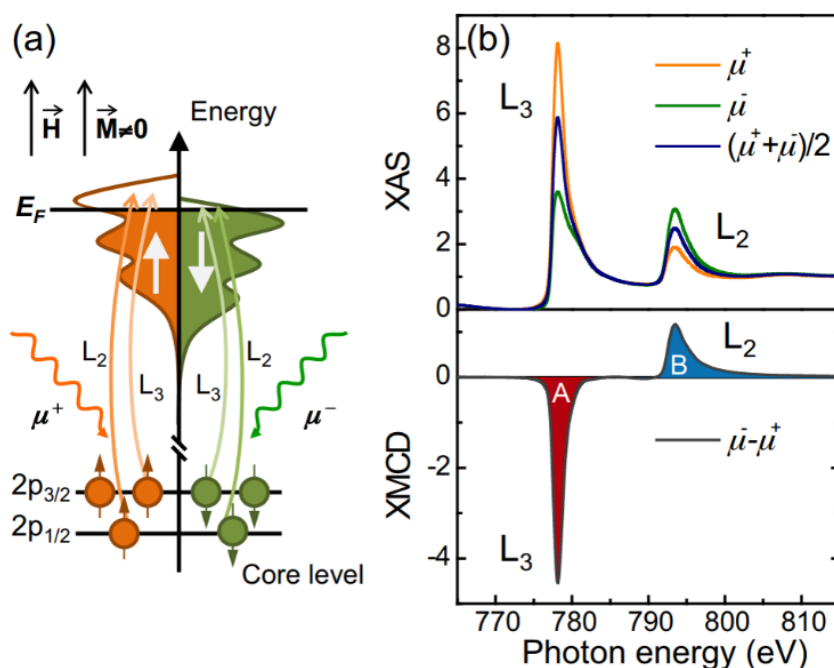 (a)
H⃗ M⃗≠0
Energy
E_F
L₂
L₃
L₃
L₂
μ⁺
μ⁻
2p₃/₂
2p₁/₂
Core level
(b)
XAS
8
6
4
2
0
L₃
μ⁺
μ⁻
(μ⁺+μ⁻)/2
L₂
XMCD
0
-2
-4
A
B
L₂
L₃
μ⁻-μ⁺
770 780 790 800 810
Photon energy (eV)